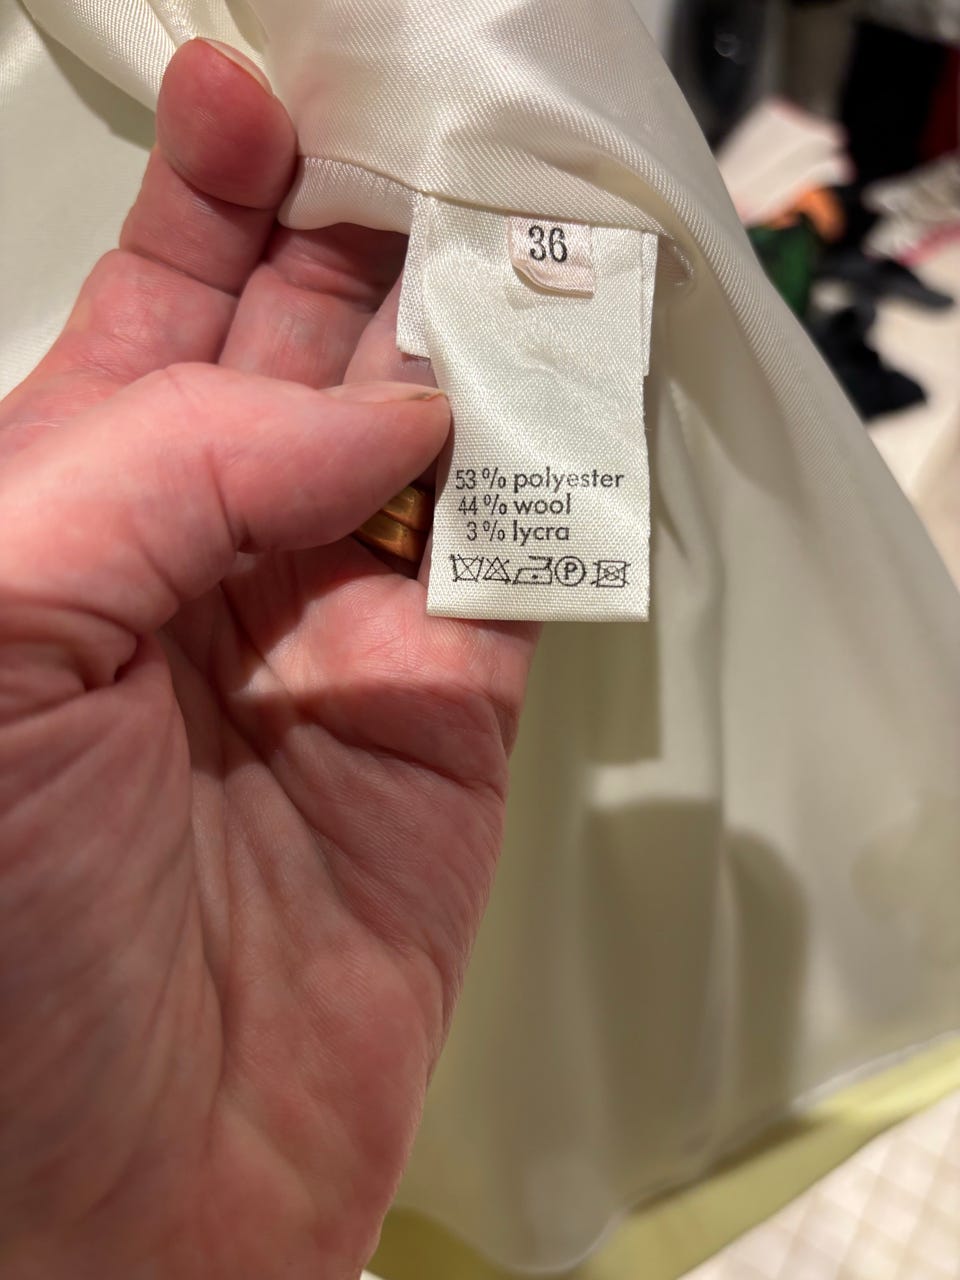 36
53% polyester
44% wool
3% lycra
P